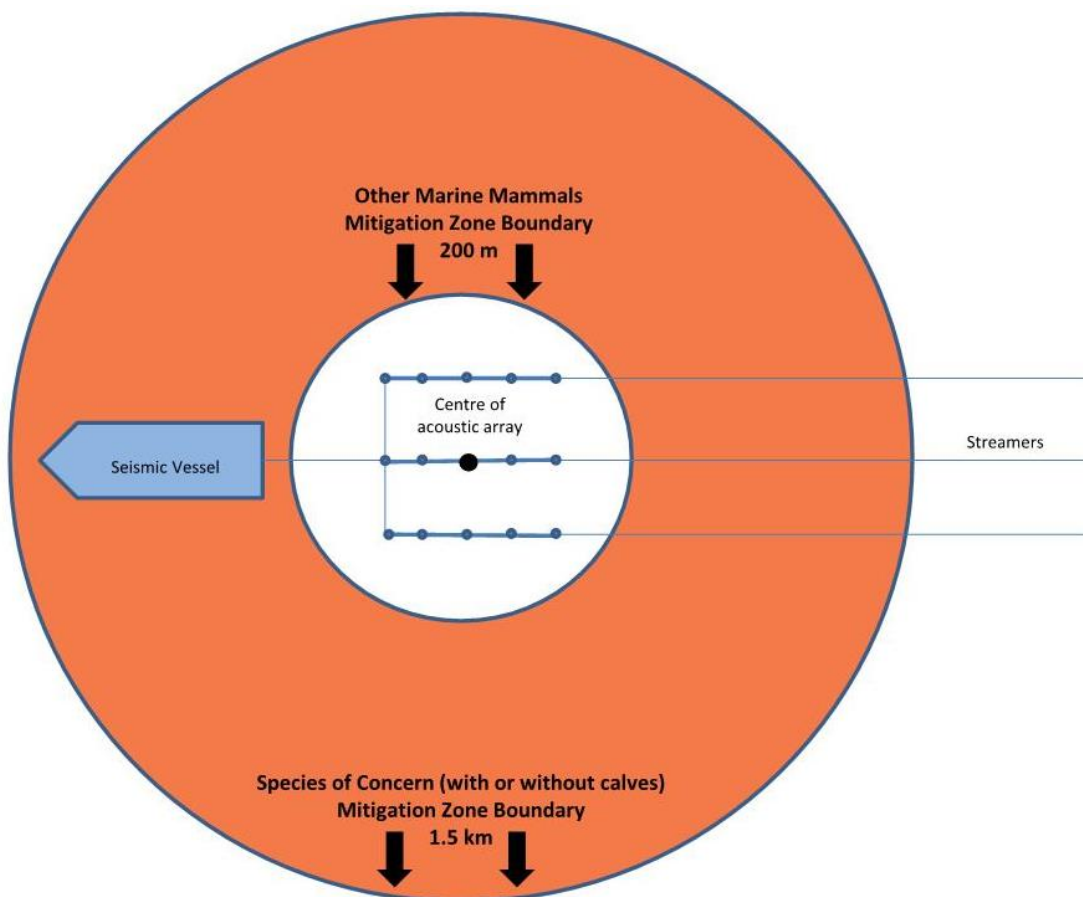 Other Marine Mammals
Mitigation Zone Boundary
200 m
Centre of
acoustic array
Streamers
Seismic Vessel
Species of Concern (with or without calves)
Mitigation Zone Boundary
1.5 km